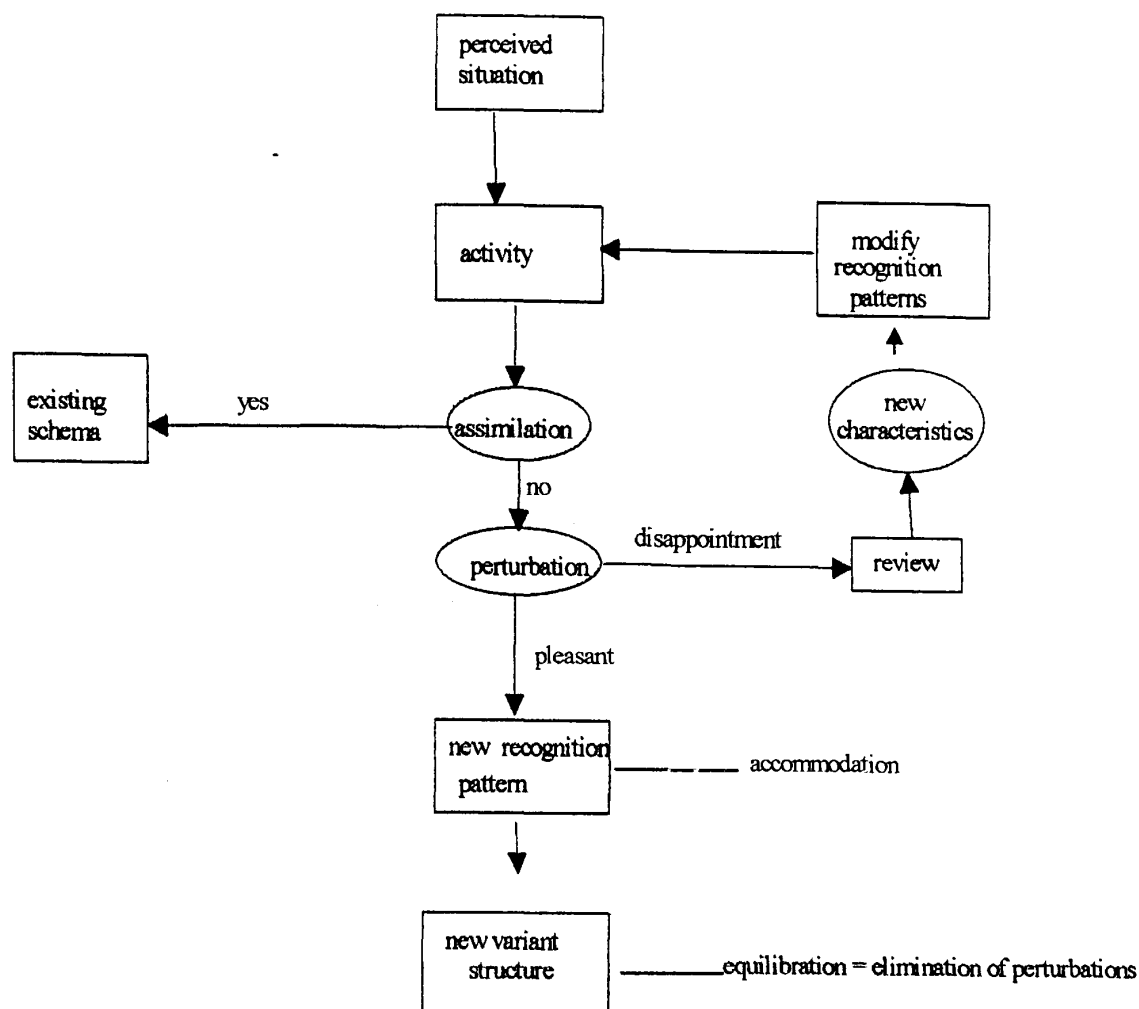 perceived
situation
activity
modify
recognition
patterns
existing
schema
yes
assimilation
new
characteristics
no
perturbation
disappointment
review
pleasant
new recognition
pattern
accommodation
new variant
structure
equilibration = elimination of perturbations